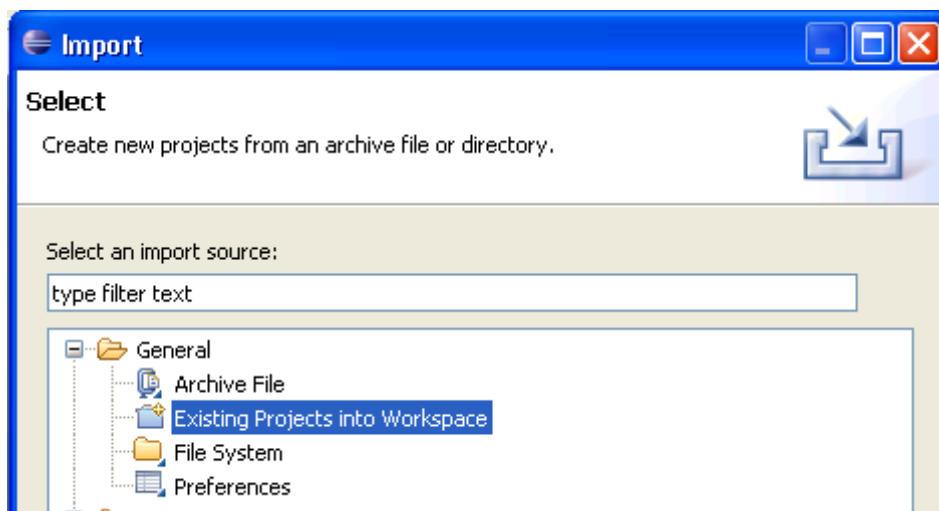 Import
Select
Create new projects from an archive file or directory.
Select an import source:
type filter text
General
Archive File
Existing Projects into Workspace
File System
Preferences